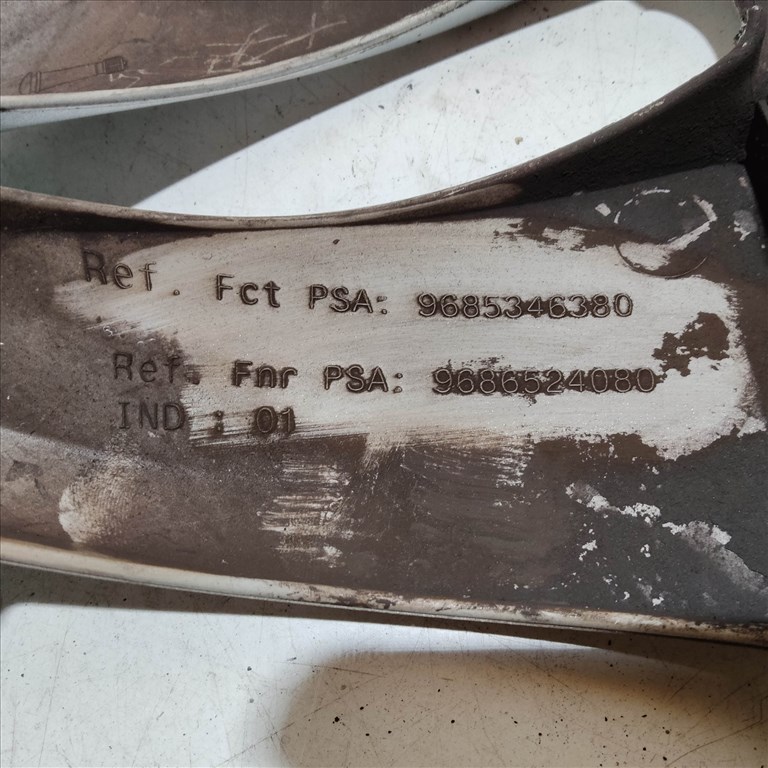 Ref. Fct PSA: 9685346380
Ref. Fnr PSA: 9686524080
IND : 01